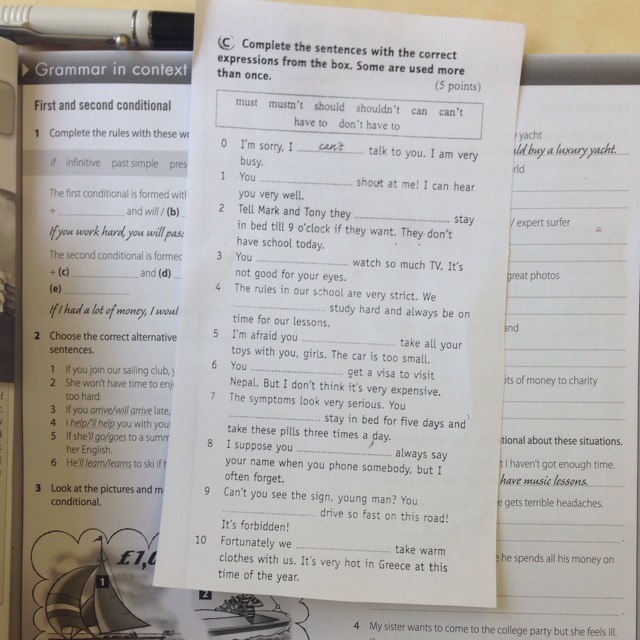 Grammar in context
First and second conditional
1 Complete the rules with these
if infinitive past simple
The first conditional is formed
+ __________ and will / (b)
If you work hard, you will
The second conditional is formed
+ (c) __________ and (d)
(e) __________
If I had a lot of money, I
2 Choose the correct alternative
sentences.
1 If you join our sailing club,
2 She won't have time to
too hard.
3 If you arrive/will arrive late,
4 I help/'ll help you with your
5 If she'll go/goes to a
her English.
6 He'll learn/learns to ski if
3 Look at the pictures and
conditional.
1
2
C Complete the sentences with the correct
expressions from the box. Some are used more
than once.
(5 points)
must mustn't should shouldn't can can't
have to don't have to
0 I'm sorry, I ... can't ... talk to you. I am very
busy.
1 You .......................... shout at me! I can hear
you very well.
2 Tell Mark and Tony they .......................... stay
in bed till 9 o'clock if they want. They don't
have school today.
3 You .......................... watch so much TV. It's
not good for your eyes.
4 The rules in our school are very strict. We
.......................... study hard and always be on
time for our lessons.
5 I'm afraid you .......................... take all your
toys with you, girls. The car is too small.
6 You .......................... get a visa to visit
Nepal. But I don't think it's very expensive.
7 The symptoms look very serious. You
.......................... stay in bed for five days and
take these pills three times a day.
8 I suppose you .......................... always say
your name when you phone somebody, but I
often forget.
9 Can't you see the sign, young man? You
.......................... drive so fast on this road!
It's forbidden!
10 Fortunately we .......................... take warm
clothes with us. It's very hot in Greece at this
time of the year.
yacht
buy a luxury yacht.
/ expert surfer
great photos
of money to charity
about these situations.
I haven't got enough time.
have music lessons.
gets terrible headaches.
he spends all his money on
4 My sister wants to come to the college party but she feels ill.